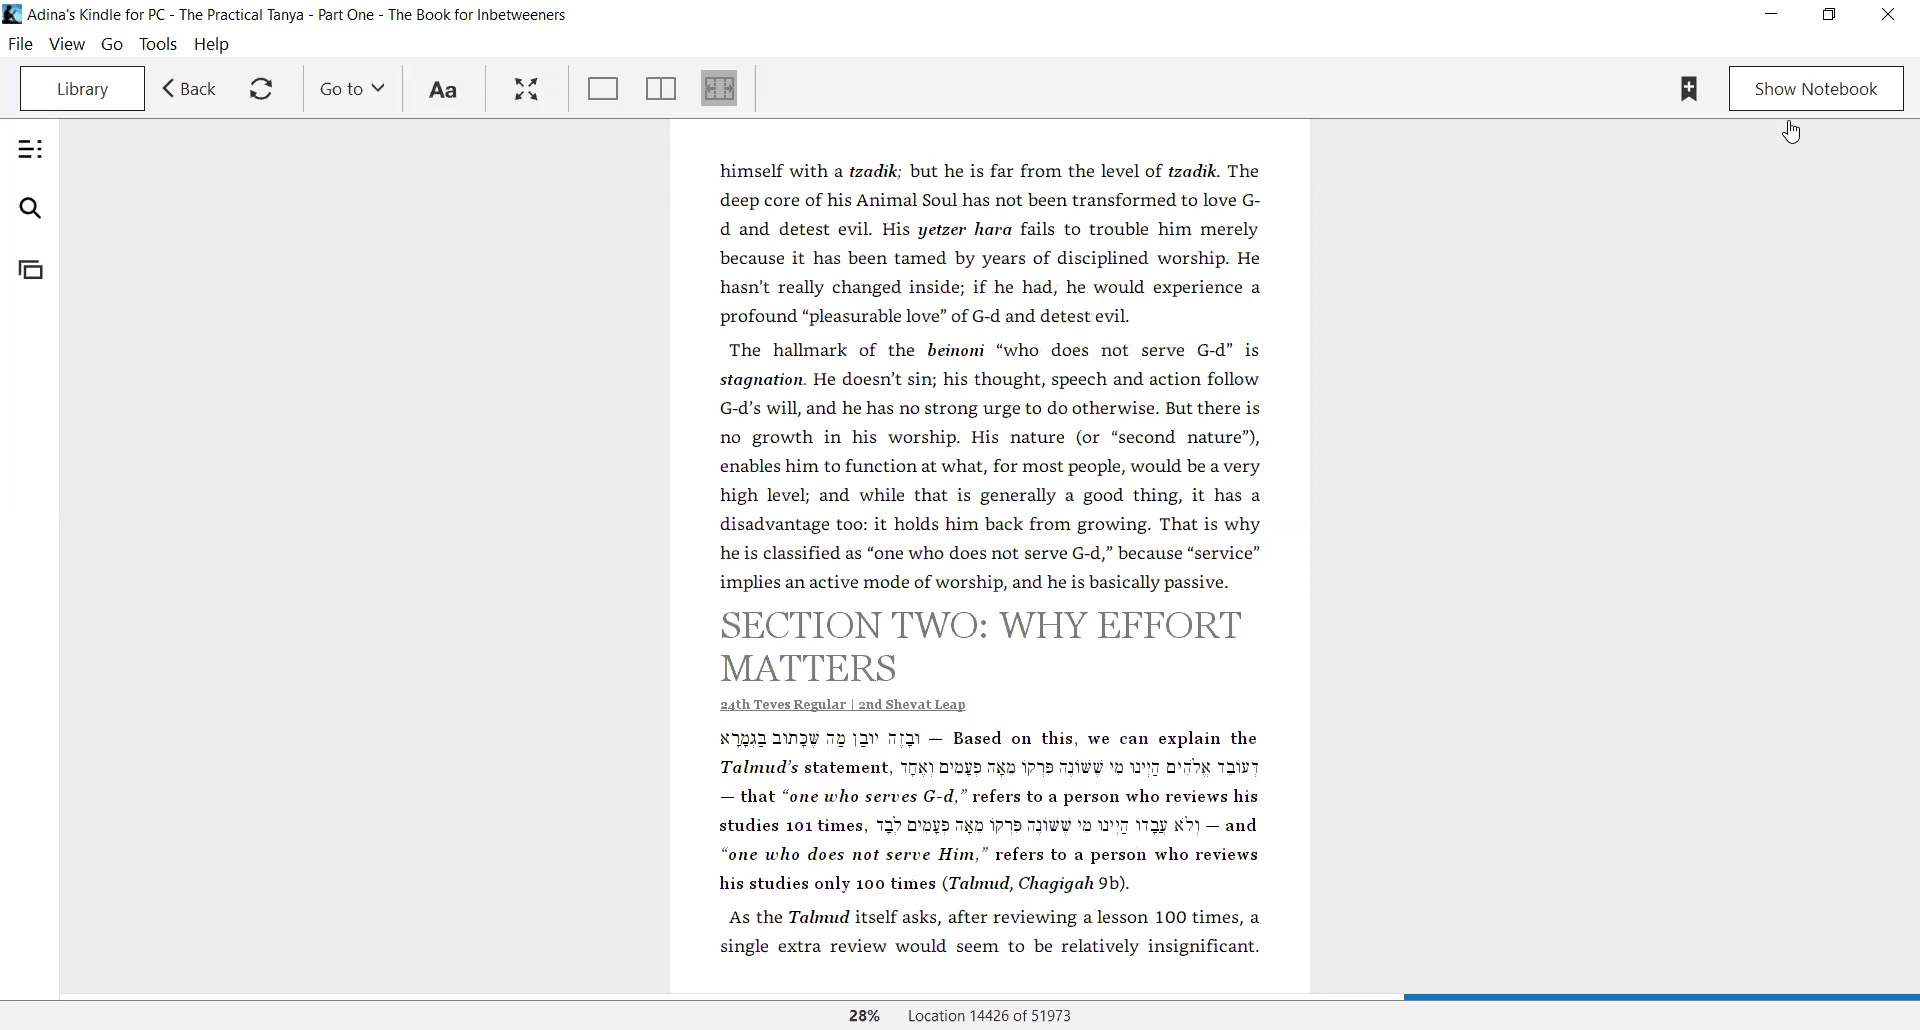 Adina's Kindle for PC - The Practical Tanya - Part One - The Book for Inbetweeners
File View Go Tools Help
Library Back Go to Aa Show Notebook
himself with a tzadik; but he is far from the level of tzadik. The
deep core of his Animal Soul has not been transformed to love G-
d and detest evil. His yetzer hara fails to trouble him merely
because it has been tamed by years of disciplined worship. He
hasn't really changed inside; if he had, he would experience a
profound “pleasurable love” of G-d and detest evil.
The hallmark of the beinoni “who does not serve G-d” is
stagnation. He doesn't sin; his thought, speech and action follow
G-d's will, and he has no strong urge to do otherwise. But there is
no growth in his worship. His nature (or “second nature”),
enables him to function at what, for most people, would be a very
high level; and while that is generally a good thing, it has a
disadvantage too: it holds him back from growing. That is why
he is classified as “one who does not serve G-d,” because “service”
implies an active mode of worship, and he is basically passive.
SECTION TWO: WHY EFFORT
MATTERS
24th Teves Regular | 2nd Shevat Leap
וּבָזֶה יוּבַן מַה שֶּׁכָּתוּב בַּגְּמָרָא — Based on this, we can explain the
Talmud's statement, דְּעוֹבֵד אֱלֹהִים הַיְינוּ מִי שֶׁשּׁוֹנֶה פִּרְקוֹ מֵאָה פְּעָמִים וְאֶחָד
— that “one who serves G-d,” refers to a person who reviews his
studies 101 times, וְלֹא עֲבָדוֹ הַיְינוּ מִי שֶׁשּׁוֹנֶה פִּרְקוֹ מֵאָה פְּעָמִים לְבָד — and
“one who does not serve Him,” refers to a person who reviews
his studies only 100 times (Talmud, Chagigah 9b).
As the Talmud itself asks, after reviewing a lesson 100 times, a
single extra review would seem to be relatively insignificant.
28% Location 14426 of 51973